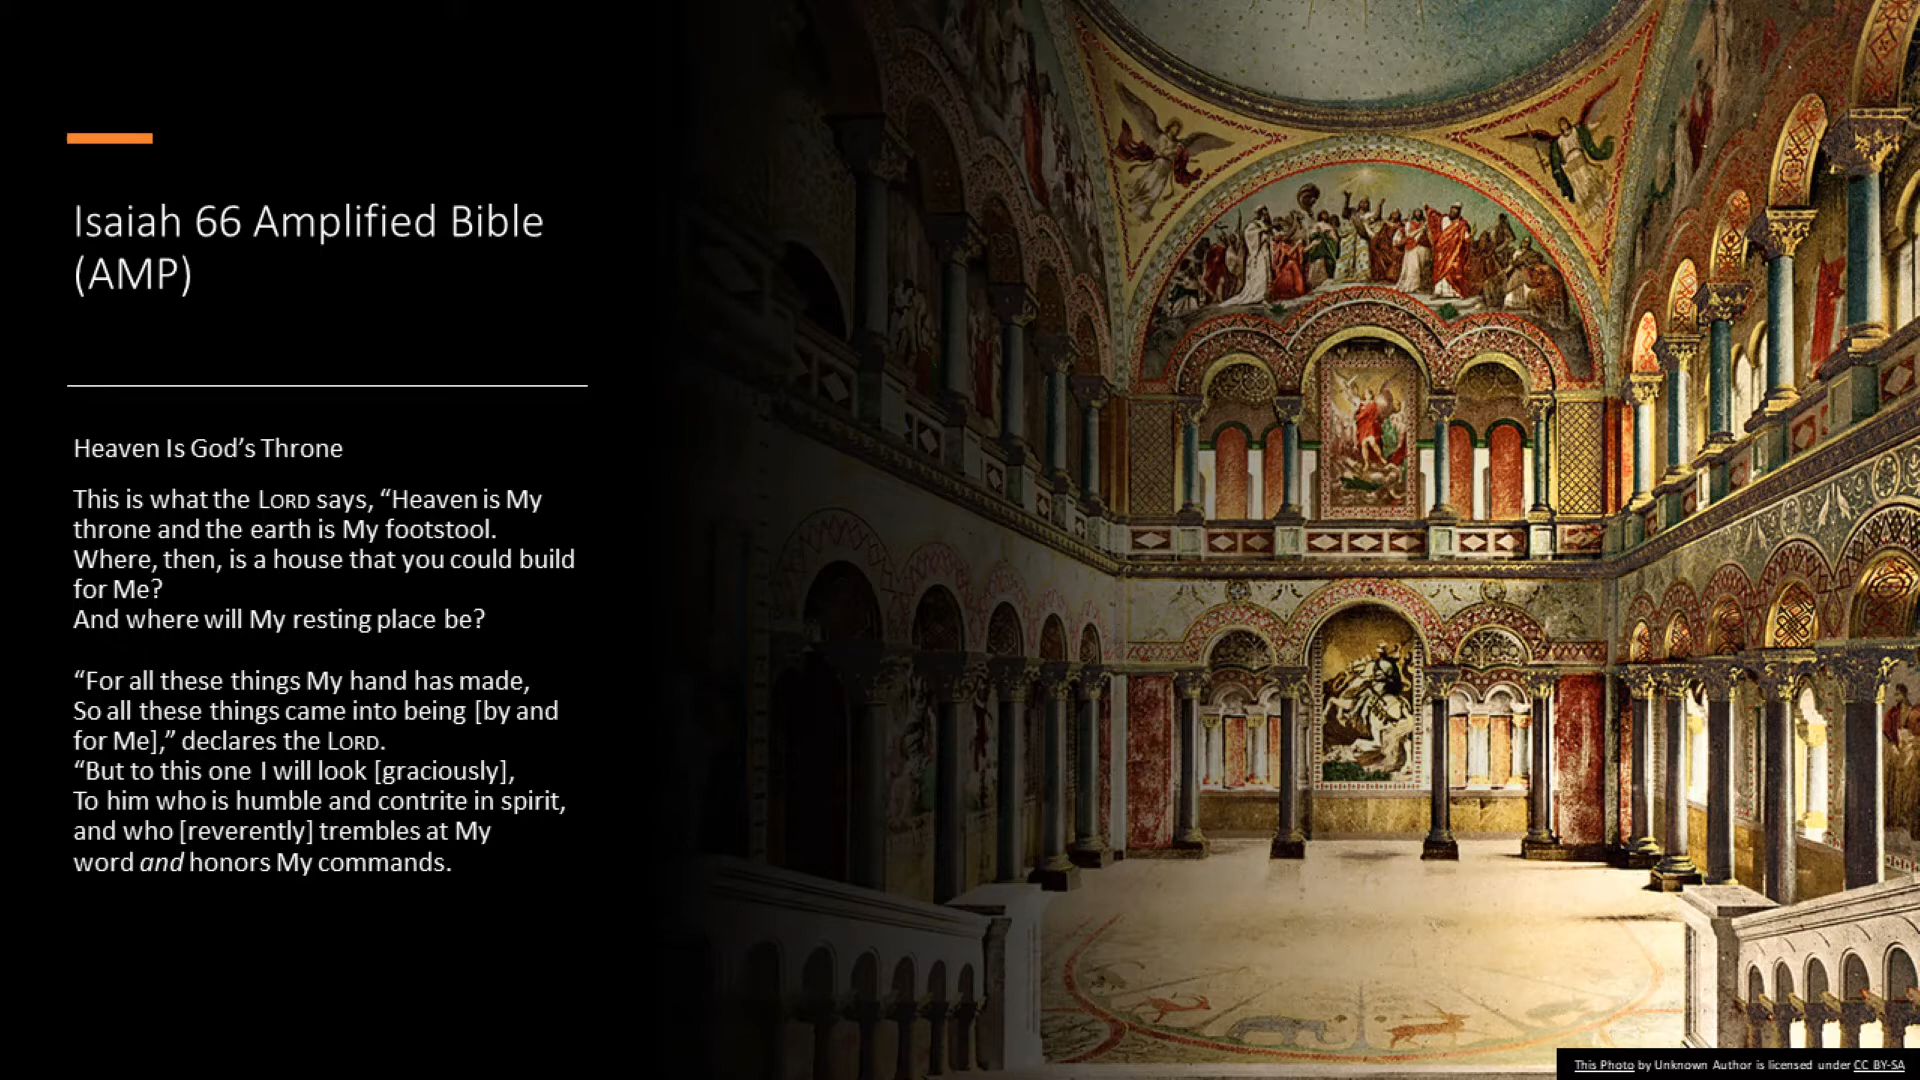 Isaiah 66 Amplified Bible
(AMP)
Heaven Is God’s Throne
This is what the LORD says, “Heaven is My
throne and the earth is My footstool.
Where, then, is a house that you could build
for Me?
And where will My resting place be?
“For all these things My hand has made,
So all these things came into being [by and
for Me],” declares the LORD.
“But to this one I will look [graciously],
To him who is humble and contrite in spirit,
and who [reverently] trembles at My
word and honors My commands.
This Photo by Unknown Author is licensed under CC BY-SA